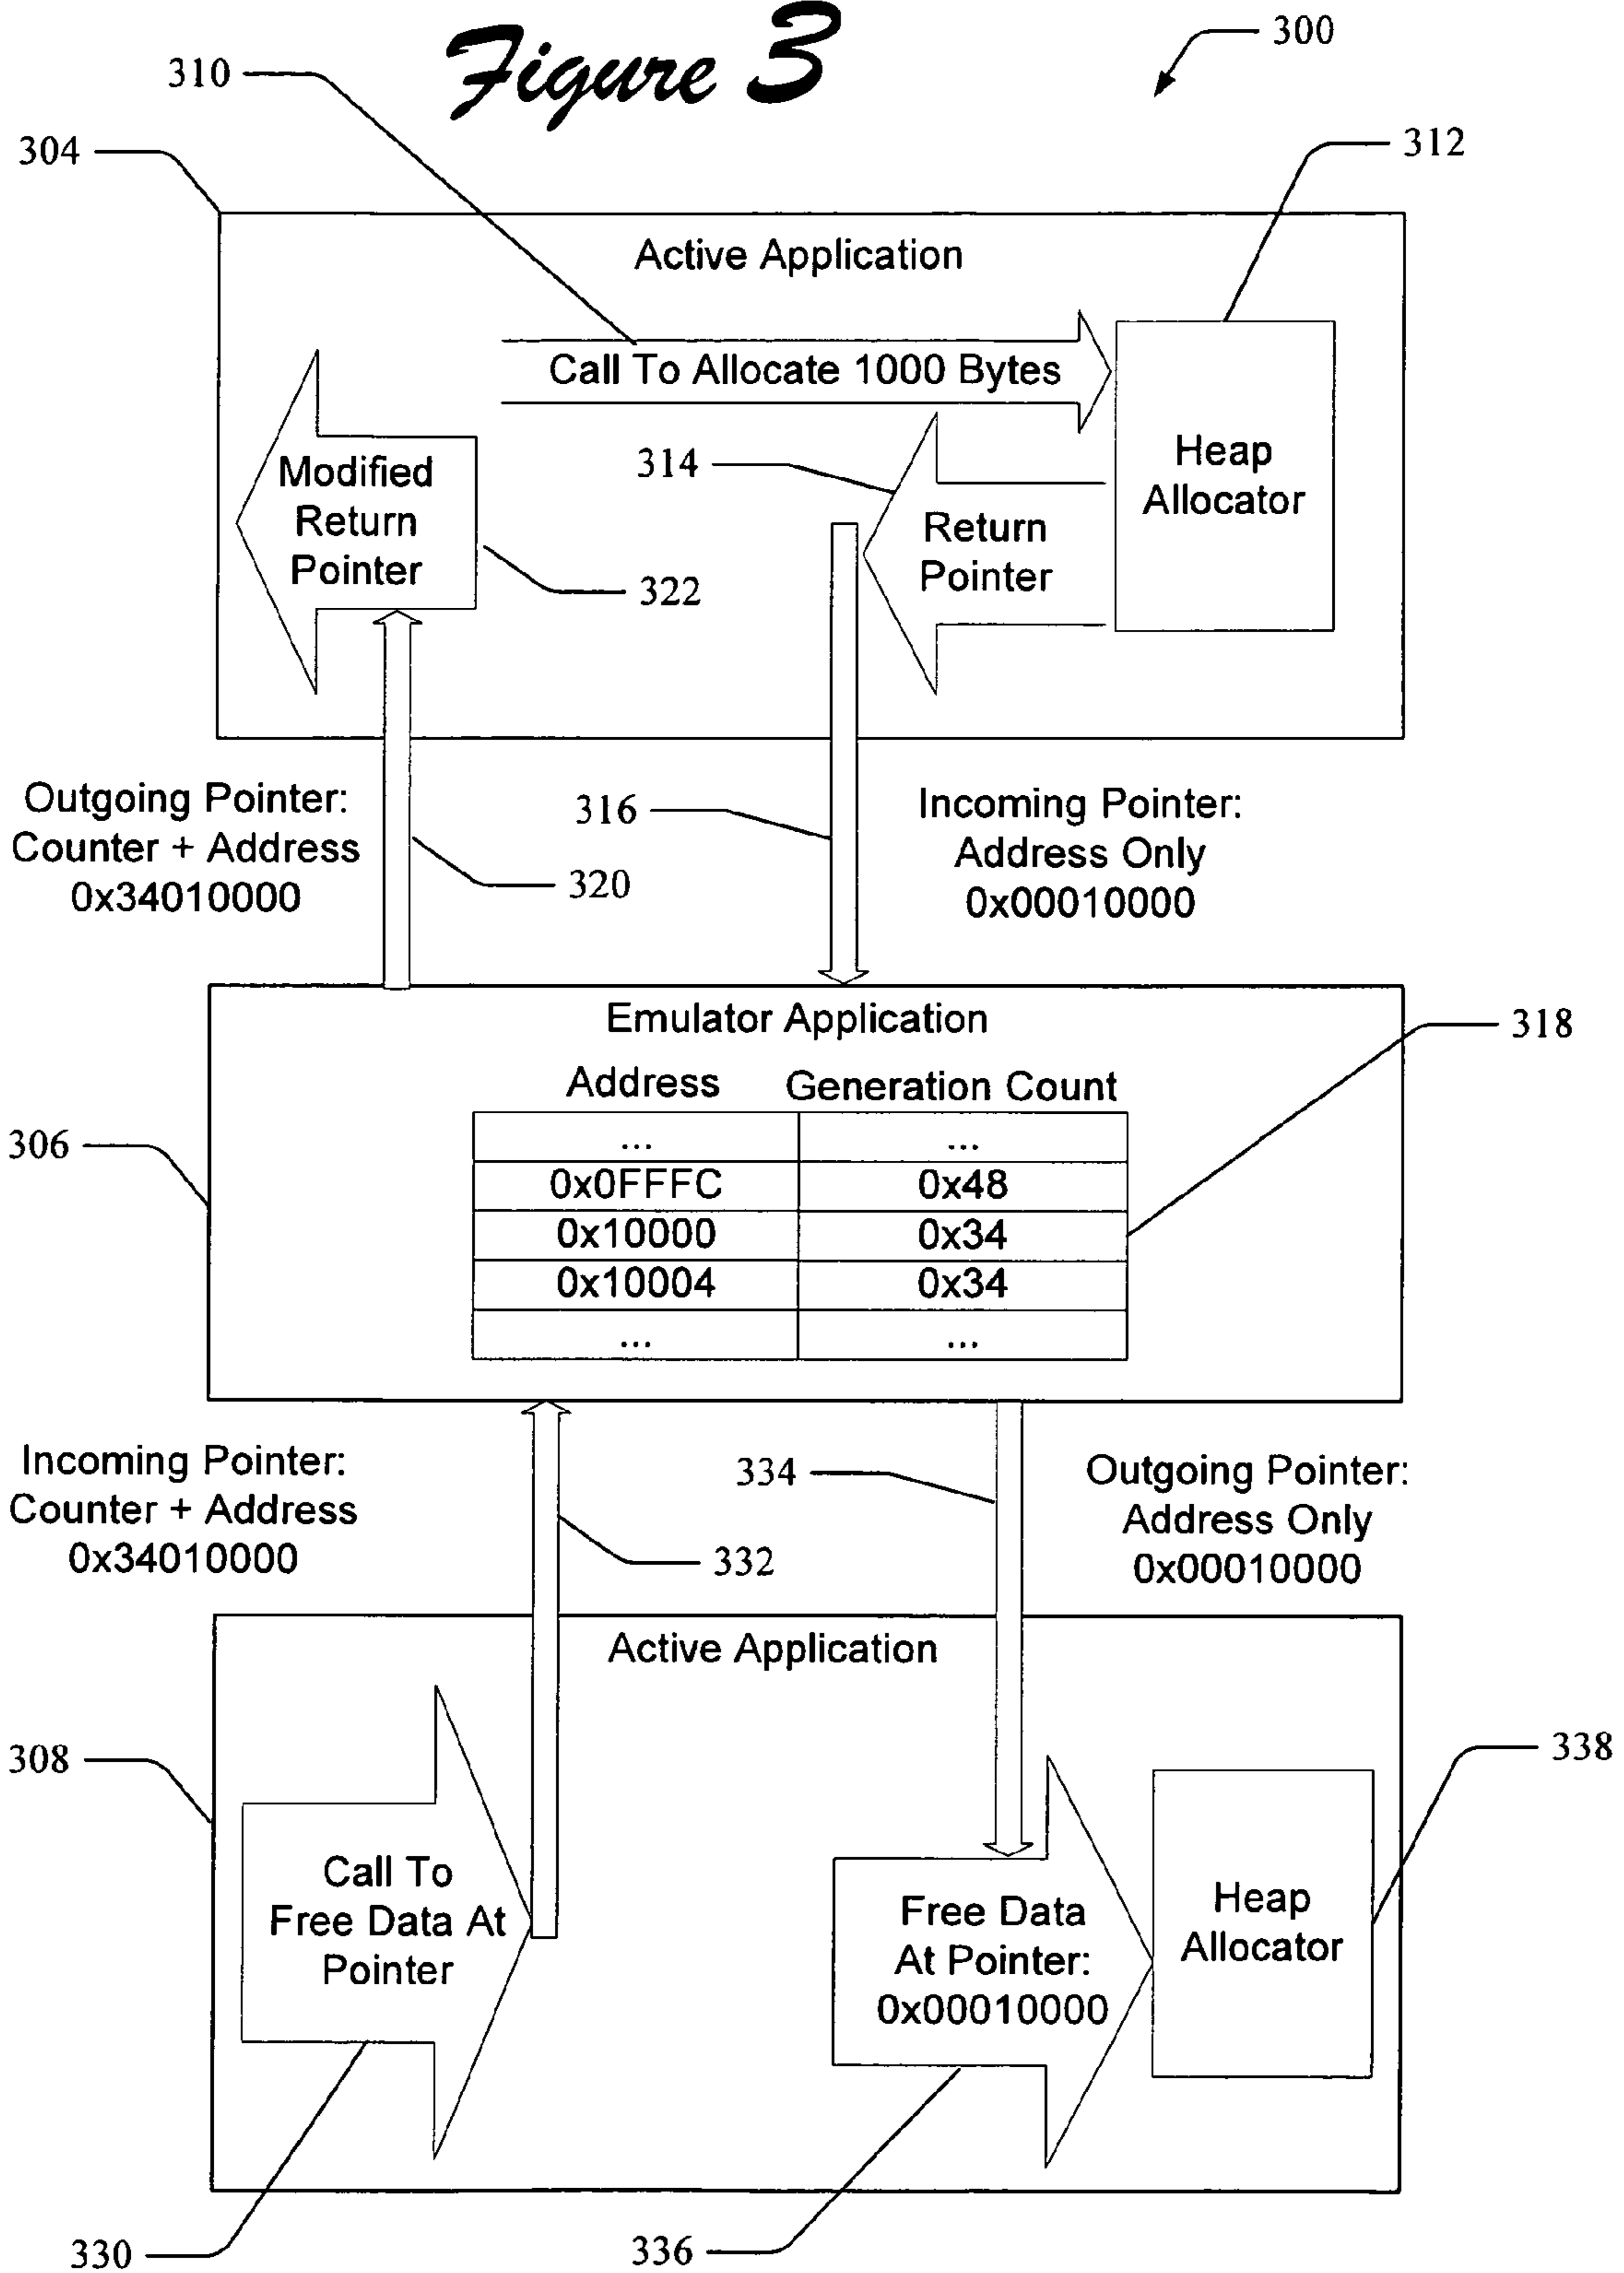 Figure 3
300
310
304
312
Active Application
Call To Allocate 1000 Bytes
Heap
Allocator
Modified
Return
Pointer
314
Return
Pointer
322
Outgoing Pointer:
Counter + Address
0x34010000
320
316
Incoming Pointer:
Address Only
0x00010000
Emulator Application
318
Address Generation Count
... ...
306
0x0FFFC 0x48
0x10000 0x34
0x10004 0x34
... ...
Incoming Pointer:
Counter + Address
0x34010000
332
334
Outgoing Pointer:
Address Only
0x00010000
Active Application
308
338
Call To
Free Data At
Pointer
Free Data
At Pointer:
0x00010000
Heap
Allocator
330
336